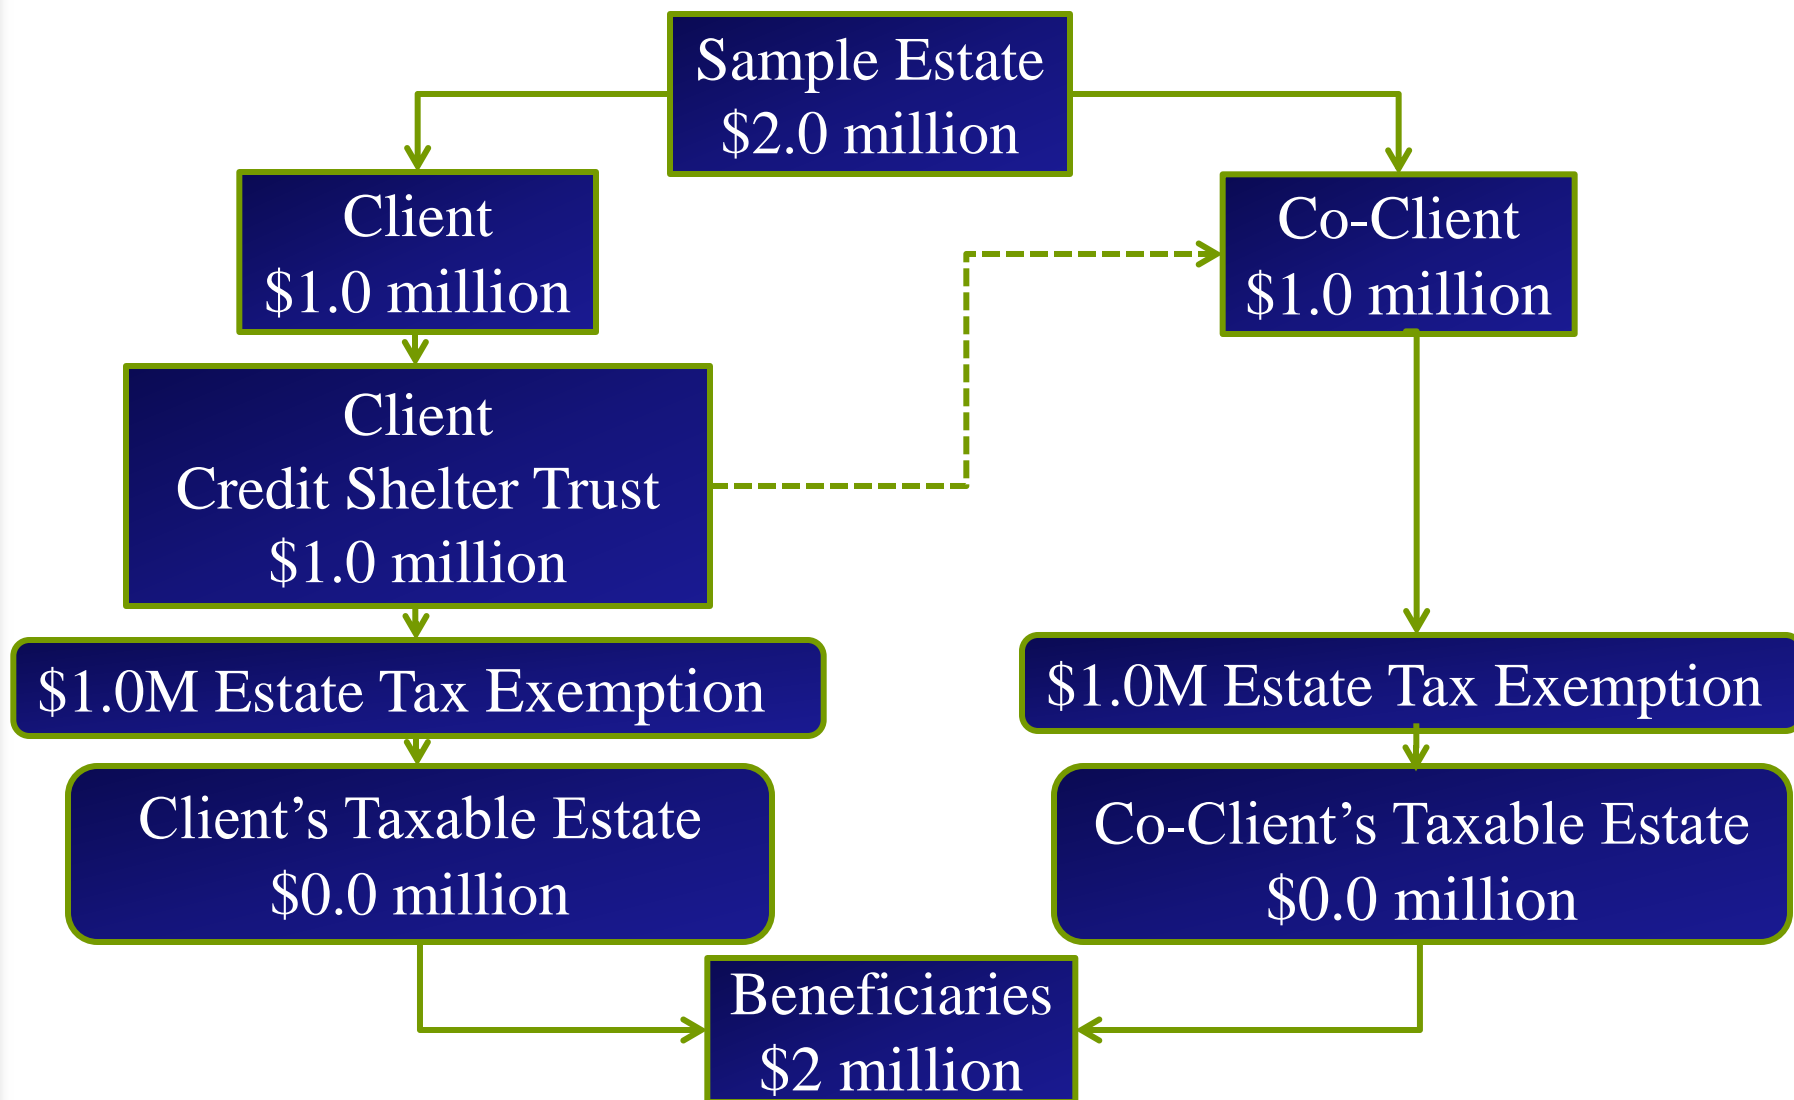 Sample Estate
$2.0 million
Client
$1.0 million
Co-Client
$1.0 million
Client
Credit Shelter Trust
$1.0 million
$1.0M Estate Tax Exemption
$1.0M Estate Tax Exemption
Client’s Taxable Estate
$0.0 million
Co-Client’s Taxable Estate
$0.0 million
Beneficiaries
$2 million